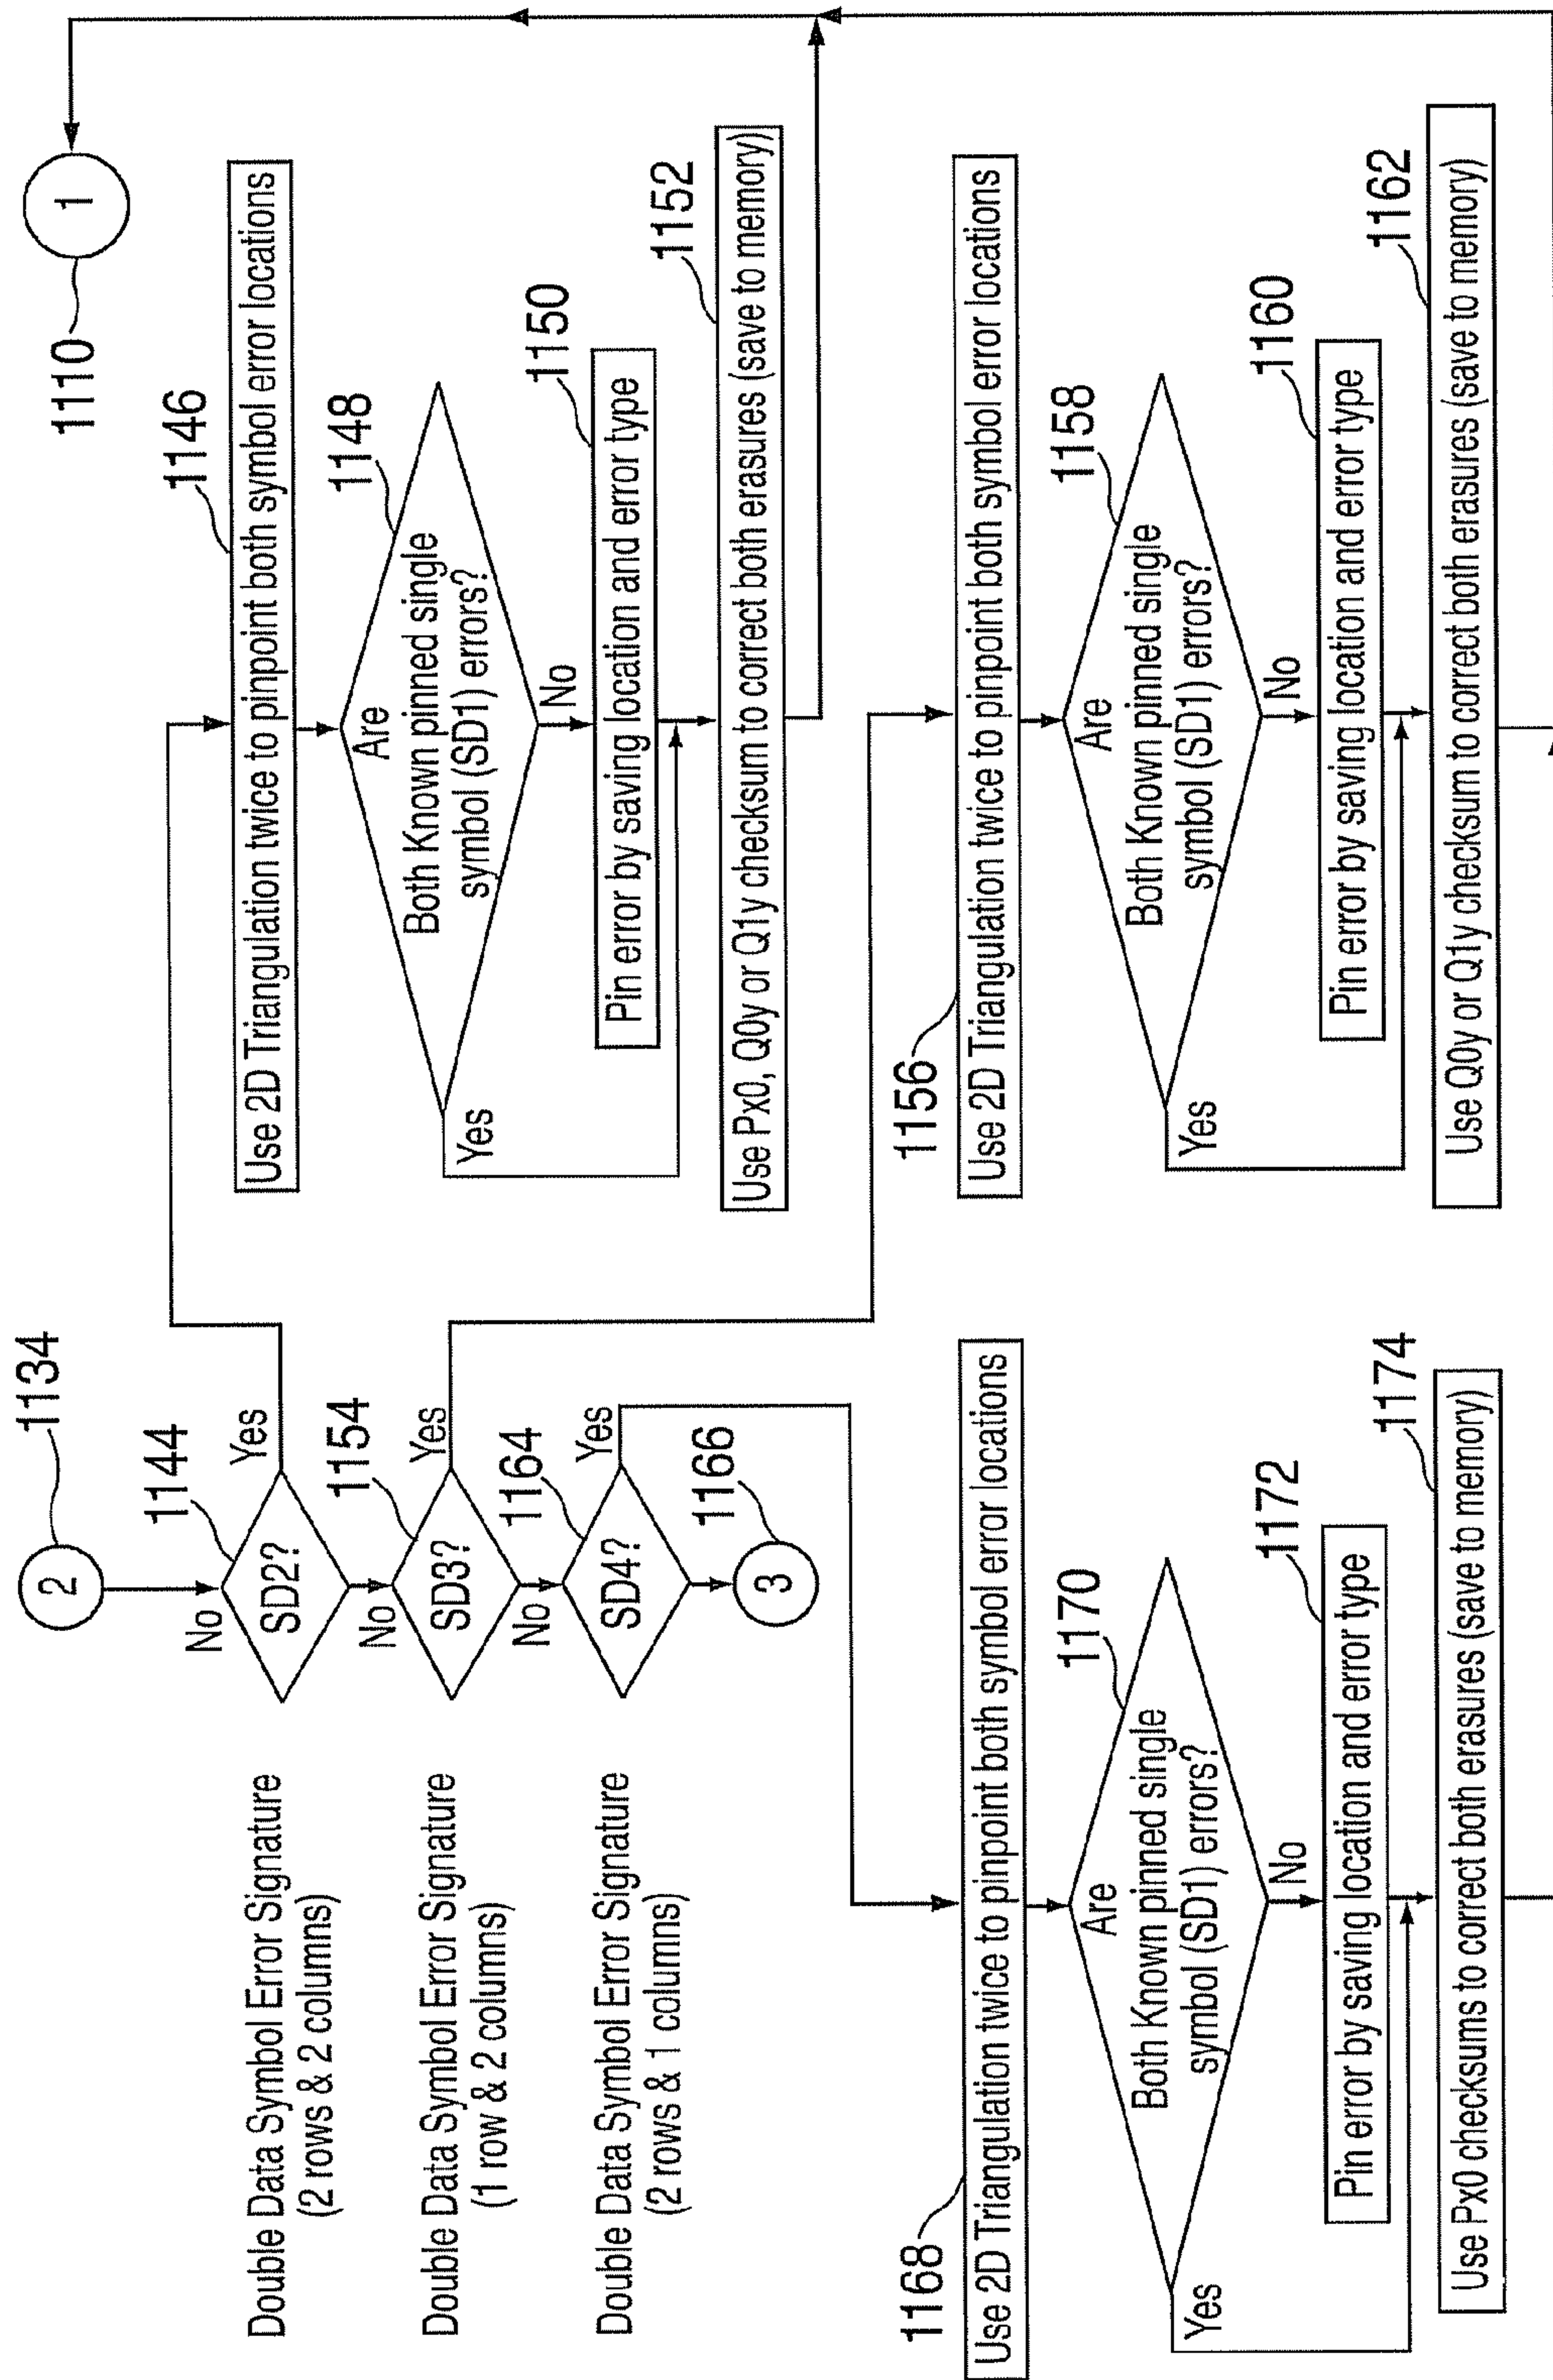 2
1134
No
1144
SD2?
Yes
Double Data Symbol Error Signature
(2 rows & 2 columns)
No
1154
SD3?
Yes
Double Data Symbol Error Signature
(1 row & 2 columns)
No
1164
SD4?
Yes
Double Data Symbol Error Signature
(2 rows & 1 columns)
1166
3
1110
1
1146
Use 2D Triangulation twice to pinpoint both symbol error locations
1148
Are
Both Known pinned single
symbol (SD1) errors?
Yes
No
1150
Pin error by saving location and error type
1152
Use Px0, Q0y or Q1y checksum to correct both erasures (save to memory)
1156
Use 2D Triangulation twice to pinpoint both symbol error locations
1158
Are
Both Known pinned single
symbol (SD1) errors?
Yes
No
1160
Pin error by saving location and error type
1162
Use Q0y or Q1y checksum to correct both erasures (save to memory)
1168
Use 2D Triangulation twice to pinpoint both symbol error locations
1170
Are
Both Known pinned single
symbol (SD1) errors?
Yes
No
1172
Pin error by saving location and error type
1174
Use Px0 checksums to correct both erasures (save to memory)